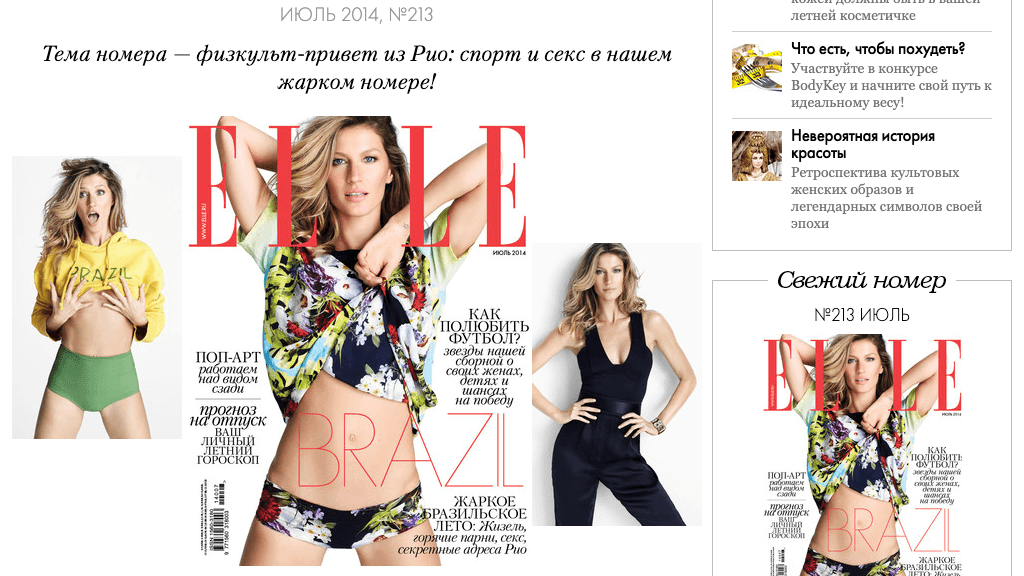 ИЮЛЬ 2014, №213
Тема номера — физкульт-привет из Рио: спорт и секс в нашем
жарком номере!
BRAZIL
ELLE
WWW.ELLE.RU
ИЮЛЬ 2014
КАК
ПОЛЮБИТЬ
ФУТБОЛ?
звезды нашей
сборной о
своих женах,
детях и
шансах
на победу
ПОП-АРТ
работаем
над видом
сзади
прогноз
на отпуск
ВАШ
ЛИЧНЫЙ
ЛЕТНИЙ
ГОРОСКОП
BRAZIL
ЖАРКОЕ
БРАЗИЛЬСКОЕ
ЛЕТО: Жизель,
горячие парни, секс,
секретные адреса Рио
14007
9 771560 318003
кожей должны быть в вашей
летней косметичке
Что есть, чтобы похудеть?
Участвуйте в конкурсе
BodyKey и начните свой путь к
идеальному весу!
Невероятная история
красоты
Ретроспектива культовых
женских образов и
легендарных символов своей
эпохи
Свежий номер
№213 ИЮЛЬ
ELLE
ИЮЛЬ 2014
КАК
ПОЛЮБИТЬ
ФУТБОЛ?
звезды нашей
сборной о
своих женах,
детях и
шансах
на победу
ПОП-АРТ
работаем
над видом
сзади
прогноз
на отпуск
ВАШ
ЛИЧНЫЙ
ЛЕТНИЙ
ГОРОСКОП
BRAZIL
ЖАРКОЕ
БРАЗИЛЬСКОЕ
ЛЕТО: Жизель,